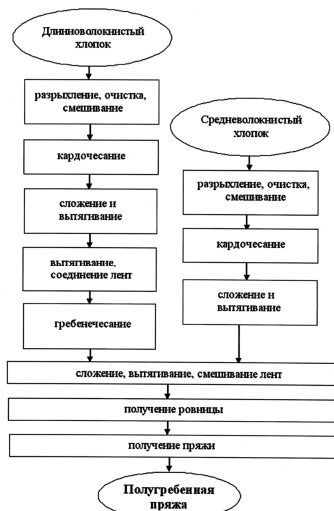 Длинноволокнистый
хлопок
разрыхление, очистка,
смешивание
кардочесание
сложение и
вытягивание
вытягивание,
соединение лент
гребенечесание
Средневолокнистый
хлопок
разрыхление, очистка,
смешивание
кардочесание
сложение и
вытягивание
сложение, вытягивание, смешивание лент
получение ровницы
получение пряжи
Полугребенная
пряжа